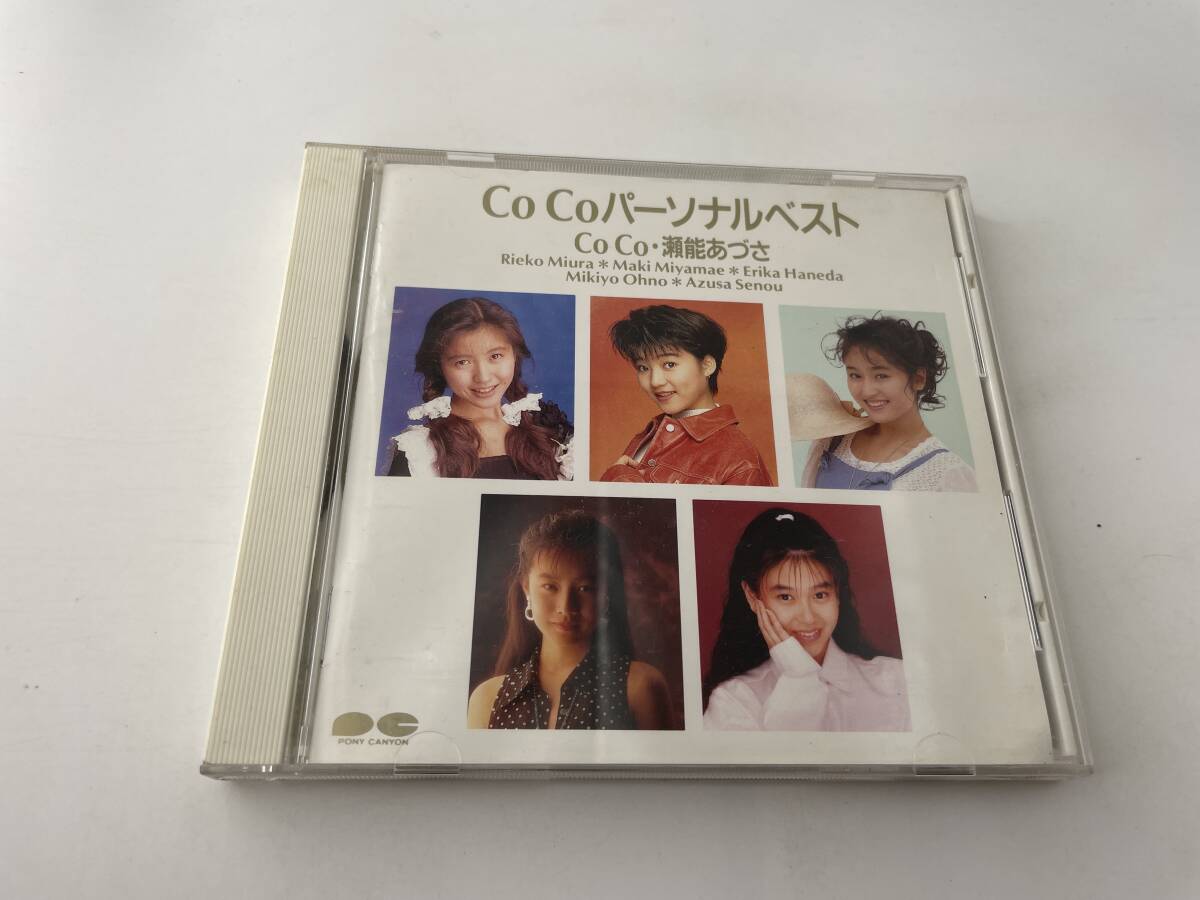 Co Coパーソナルベスト
Co Co・瀬能あづさ
Rieko Miura＊Maki Miyamae＊Erika Haneda
Mikiyo Ohno＊Azusa Senou
PC
PONY CANYON